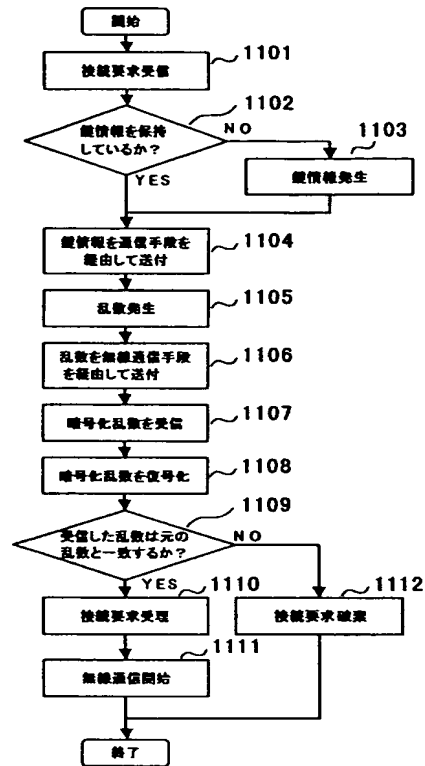 開始
接続要求受信
1101
1102
鍵情報を保持
しているか?
NO
1103
YES
鍵情報発生
鍵情報を通信手段を
経由して送付
1104
乱数発生
1105
乱数を無線通信手段
を経由して送付
1106
暗号化乱数を受信
1107
暗号化乱数を復号化
1108
1109
受信した乱数は元の
乱数と一致するか?
NO
YES
1110
1112
接続要求受理
接続要求破棄
1111
無線通信開始
終了